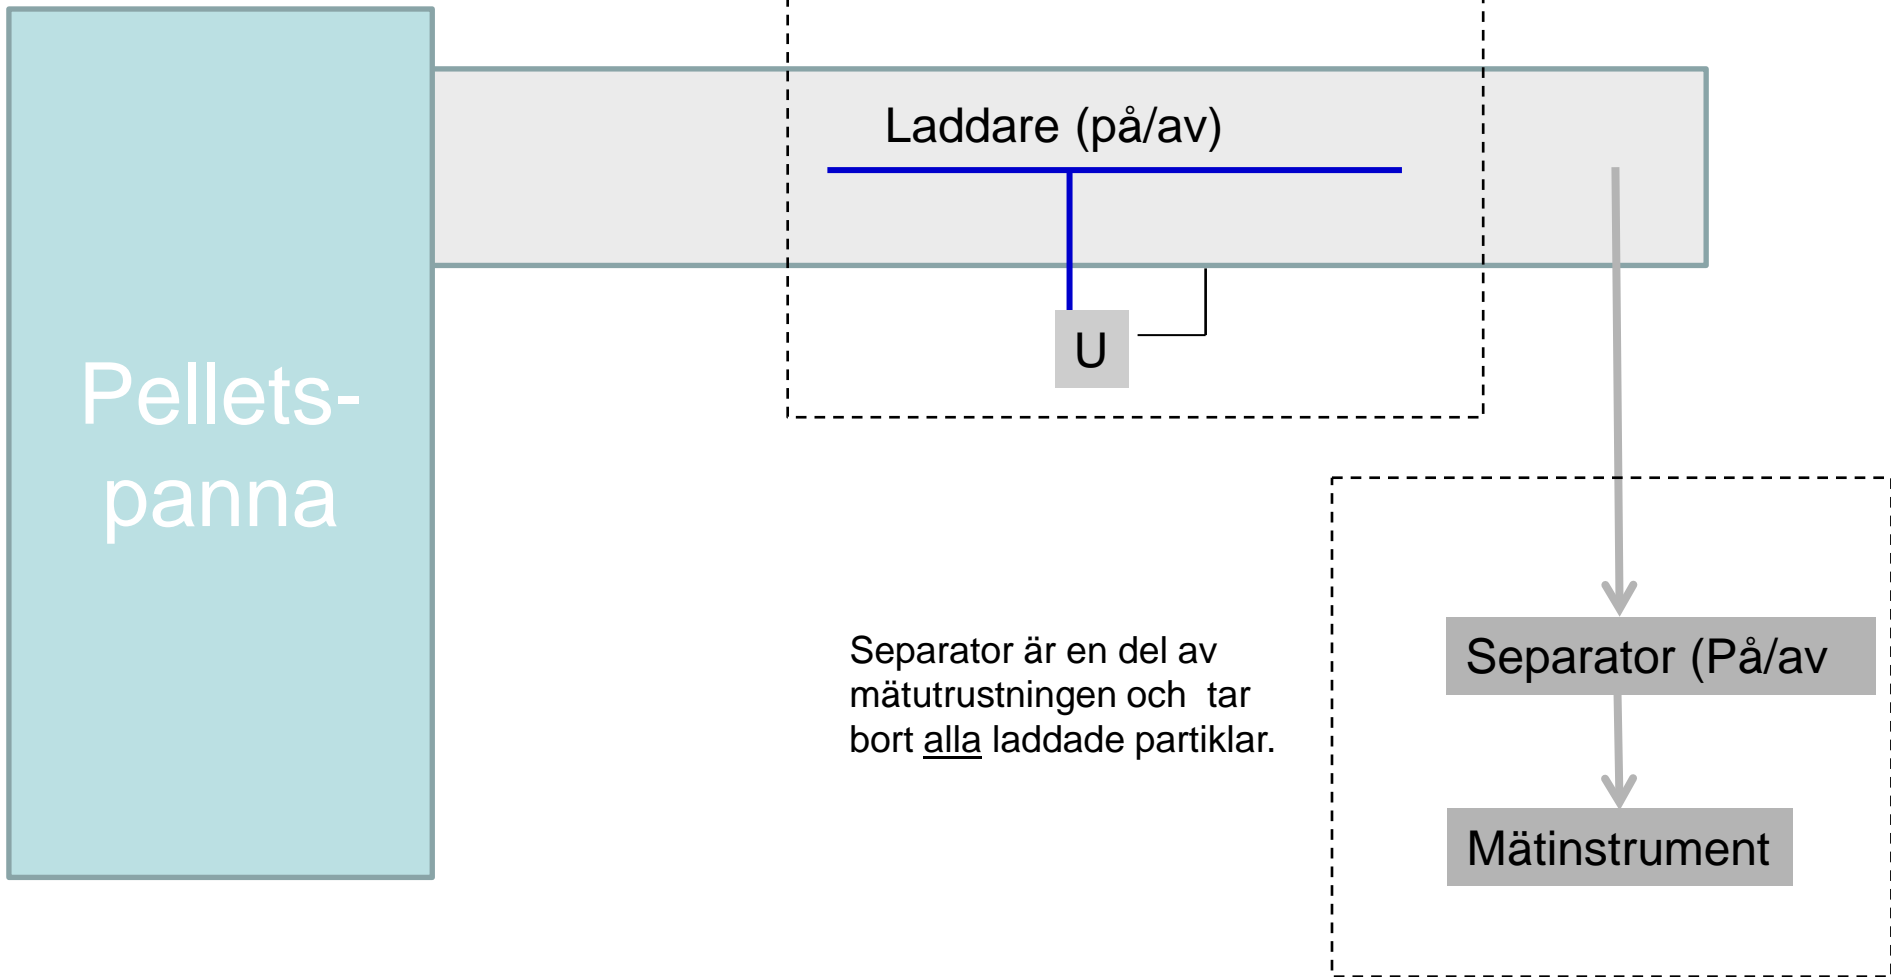 Laddare (på/av)
U
Pellets-
panna
Separator är en del av
mätutrustningen och  tar
bort alla laddade partiklar.
Separator (På/av
Mätinstrument